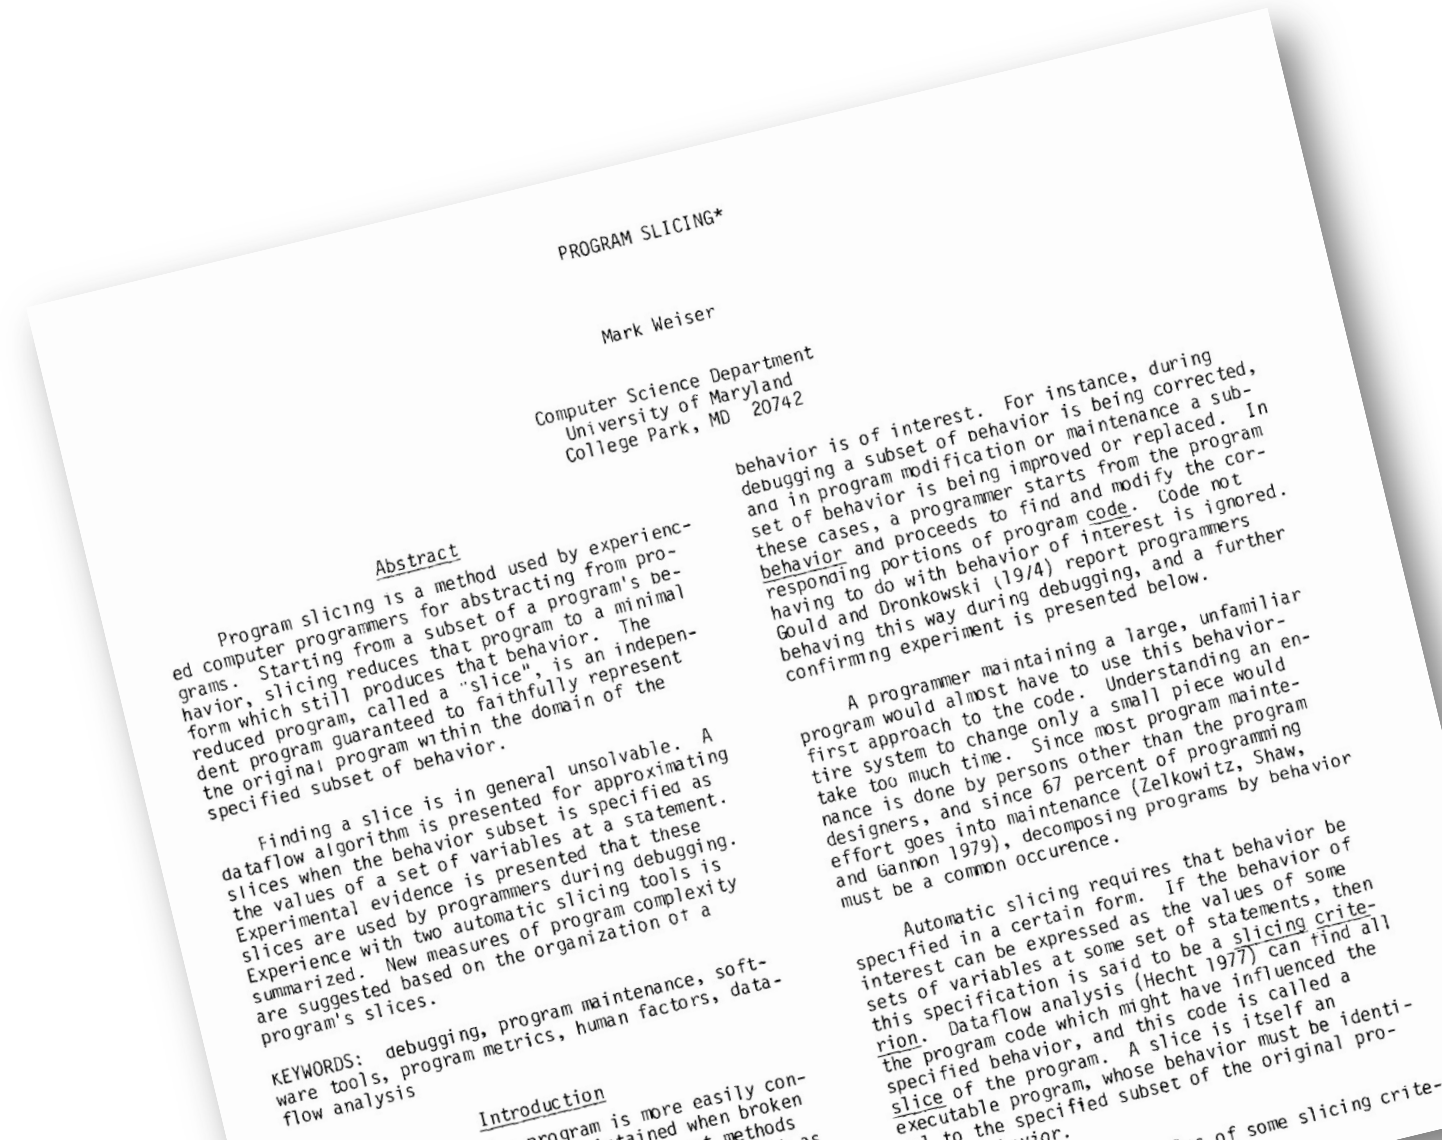 PROGRAM SLICING*
Mark Weiser
Computer Science Department
University of Maryland
College Park, MD 20742
Abstract
Program slicing is a method used by experienc-
ed computer programmers for abstracting from pro-
grams. Starting from a subset of a program's be-
havior, slicing reduces that program to a minimal
form which still produces that behavior. The
reduced program, called a "slice", is an indepen-
dent program guaranteed to faithfully represent
the original program within the domain of the
specified subset of behavior.
Finding a slice is in general unsolvable. A
dataflow algorithm is presented for approximating
slices when the behavior subset is specified as
the values of a set of variables at a statement.
Experimental evidence is presented that these
slices are used by programmers during debugging.
Experience with two automatic slicing tools is
summarized. New measures of program complexity
are suggested based on the organization of a
program's slices.
KEYWORDS: debugging, program maintenance, soft-
ware tools, program metrics, human factors, data-
flow analysis
Introduction
program is more easily con-
tained when broken
methods
behavior is of interest. For instance, during
debugging a subset of behavior is being corrected,
and in program modification or maintenance a sub-
set of behavior is being improved or replaced. In
these cases, a programmer starts from the program
behavior and proceeds to find and modify the cor-
responding portions of program code. Code not
having to do with behavior of interest is ignored.
Gould and Dronkowski (1974) report programmers
behaving this way during debugging, and a further
confirming experiment is presented below.
A programmer maintaining a large, unfamiliar
program would almost have to use this behavior-
first approach to the code. Understanding an en-
tire system to change only a small piece would
take too much time. Since most program mainte-
nance is done by persons other than the program
designers, and since 67 percent of programming
effort goes into maintenance (Zelkowitz, Shaw,
and Gannon 1979), decomposing programs by behavior
must be a common occurence.
Automatic slicing requires that behavior be
specified in a certain form. If the behavior of
interest can be expressed as the values of some
sets of variables at some set of statements, then
this specification is said to be a slicing crite-
rion. Dataflow analysis (Hecht 1977) can find all
the program code which might have influenced the
specified behavior, and this code is called a
slice of the program. A slice is itself an
executable program, whose behavior must be identi-
to the specified subset of the original pro-
of some slicing crite-